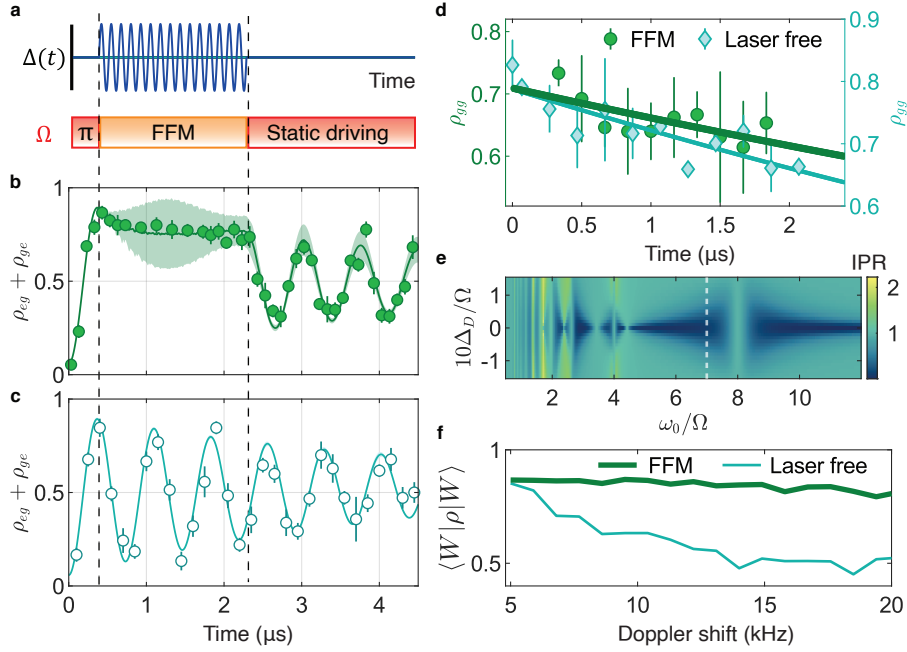 a
Δ(t)
Time
Ω
π
FFM
Static driving
b
ρeg + ρge
1
0.5
0
c
ρeg + ρge
1
0.5
0
0
1
2
3
4
Time (μs)
d
ρgg
0.8
0.7
0.6
FFM
Laser free
0.9
0.8
0.7
0.6
0
0.5
1
1.5
2
Time (μs)
ρgg
e
10Δ_D/Ω
1
0
-1
2
4
6
8
10
ω₀/Ω
IPR
2
1
0
f
⟨W|ρ|W⟩
1
0.5
FFM
Laser free
5
10
15
20
Doppler shift (kHz)